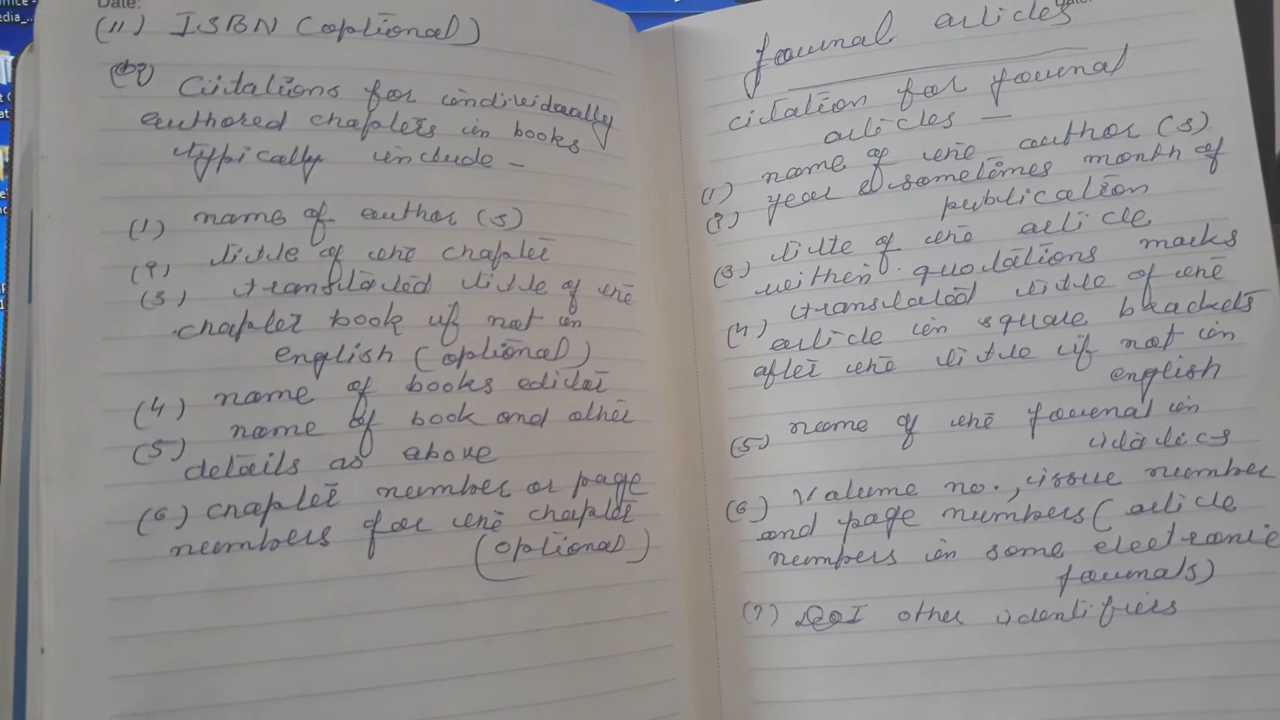 Date:
(11) ISBN (optional)
Citations for individually
authored chapters in books
typically include -
(1) name of author (s)
(2) title of the chapter
(3) translated title of the
chapter book if not in
english (optional)
(4) name of books editor
(5) name of book and other
details as above
(6) chapter number or page
numbers for the chapter
(optional)
Journal articles
citation for journal
articles —
(1) name of the author (s)
(2) year & sometimes month of
publication
(3) title of the article
within quotations marks
(4) translated title of the
article in square brackets
after the title if not in
english
(5) name of the journal in
italics
(6) Valume no., issue number
and page numbers (article
numbers in some electronic
journals)
(7) DOI other identifiers